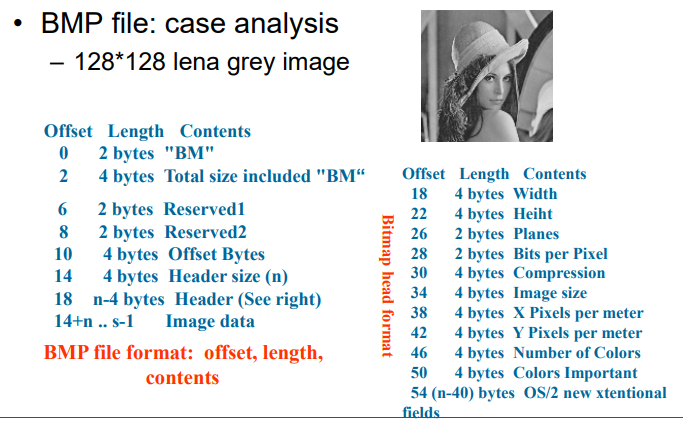 • BMP file: case analysis
– 128*128 lena grey image
Offset Length Contents
0 2 bytes "BM"
2 4 bytes Total size included "BM“
6 2 bytes Reserved1
8 2 bytes Reserved2
10 4 bytes Offset Bytes
14 4 bytes Header size (n)
18 n-4 bytes Header (See right)
14+n .. s-1 Image data
BMP file format: offset, length,
contents
Bitmap head format
Offset Length Contents
18 4 bytes Width
22 4 bytes Heiht
26 2 bytes Planes
28 2 bytes Bits per Pixel
30 4 bytes Compression
34 4 bytes Image size
38 4 bytes X Pixels per meter
42 4 bytes Y Pixels per meter
46 4 bytes Number of Colors
50 4 bytes Colors Important
54 (n-40) bytes OS/2 new xtentional
fields